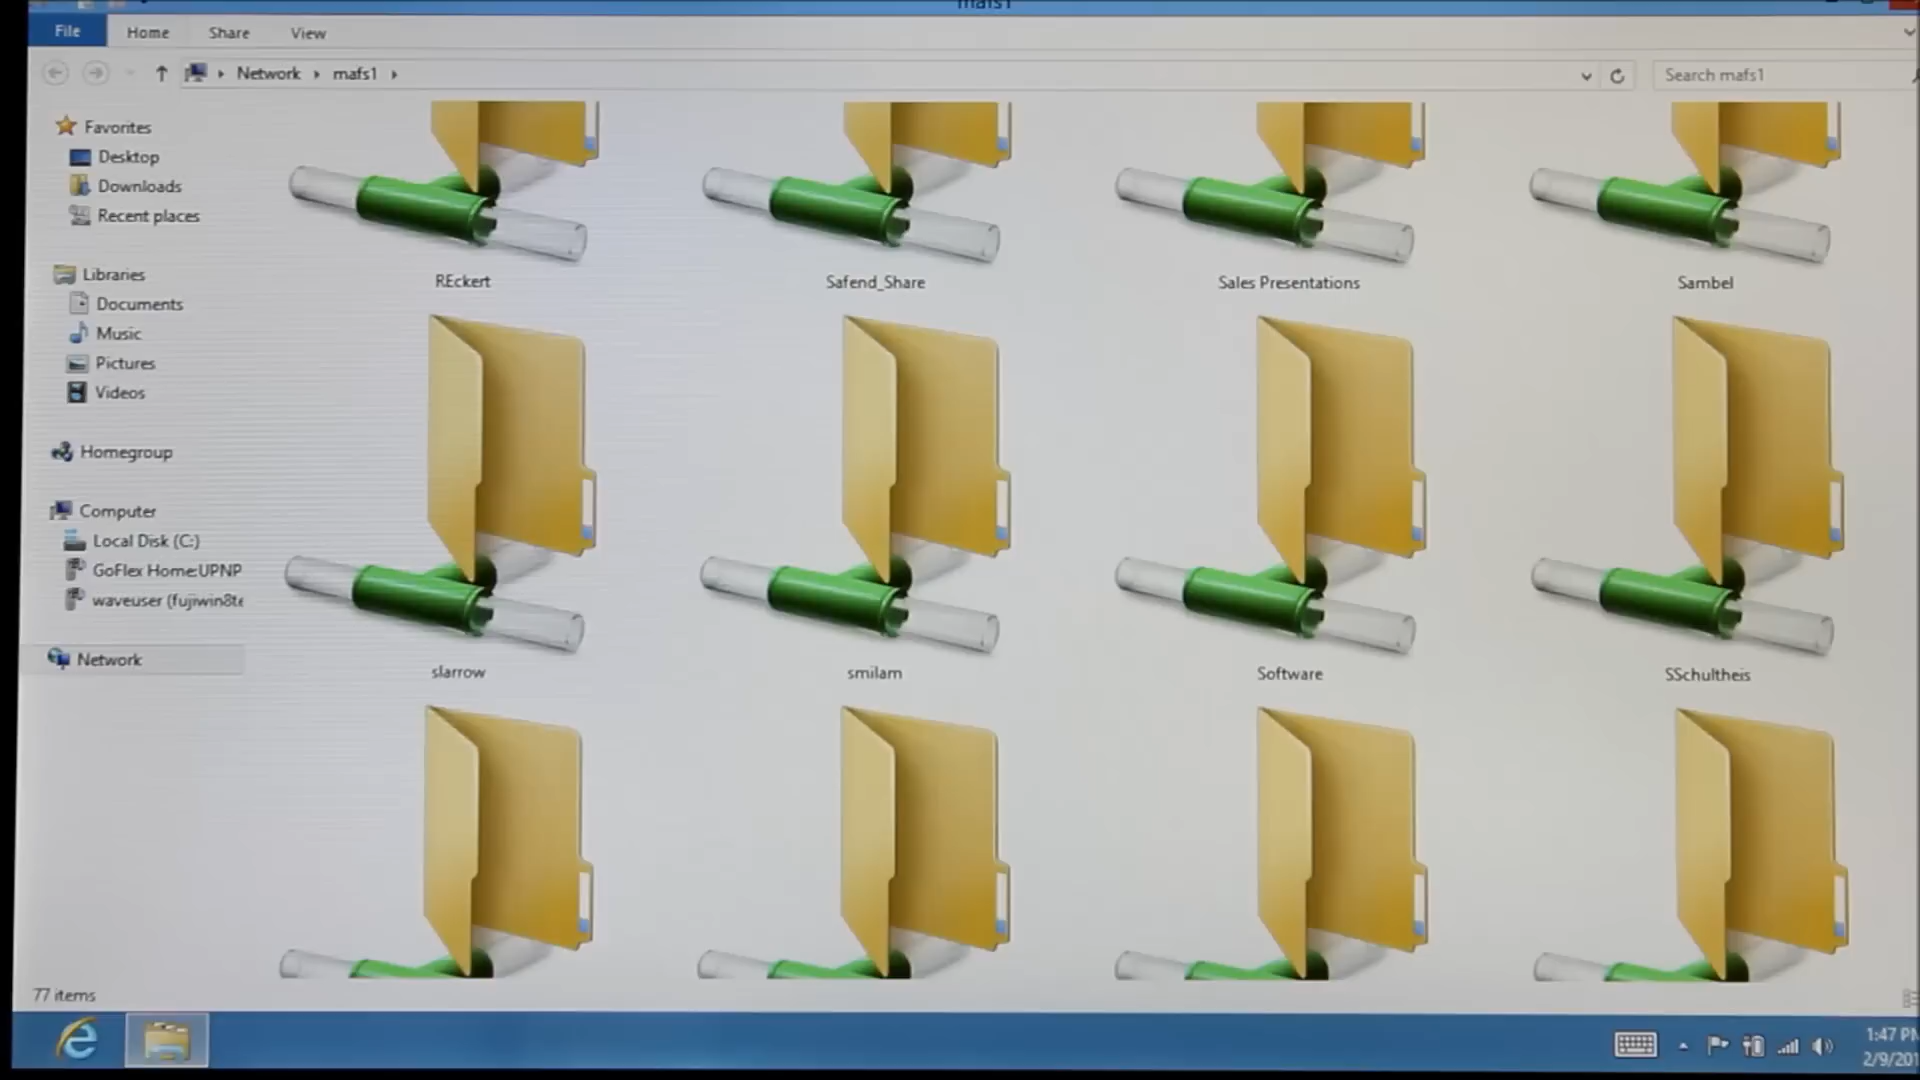 File Home Share View
Network mafs1 Search mafs1
Favorites
Desktop
Downloads
Recent places
Libraries
Documents
Music
Pictures
Videos
Homegroup
Computer
Local Disk (C:)
GoFlex Home:UPNP
waveuser (fujiwin8te
Network
REckert Safend_Share Sales Presentations Sambel
slarrow smilam Software SSchultheis
77 items
1:47 PM
2/9/201